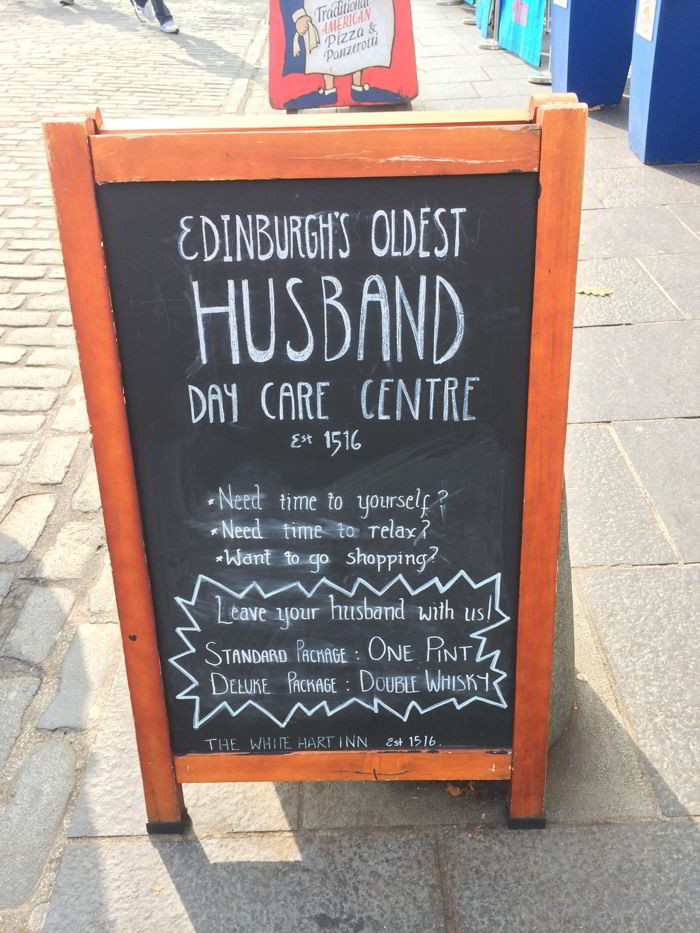 Traditional
AMERICAN
Pizza &
Panzerotti
EDINBURGH'S OLDEST
HUSBAND
DAY CARE CENTRE
Est 1516
*Need time to yourself?
*Need time to relax?
*Want to go shopping?
Leave your husband with us!
STANDARD PACKAGE : ONE PINT
DELUXE PACKAGE : DOUBLE WHISKY
THE WHITE HART INN Est 1516.